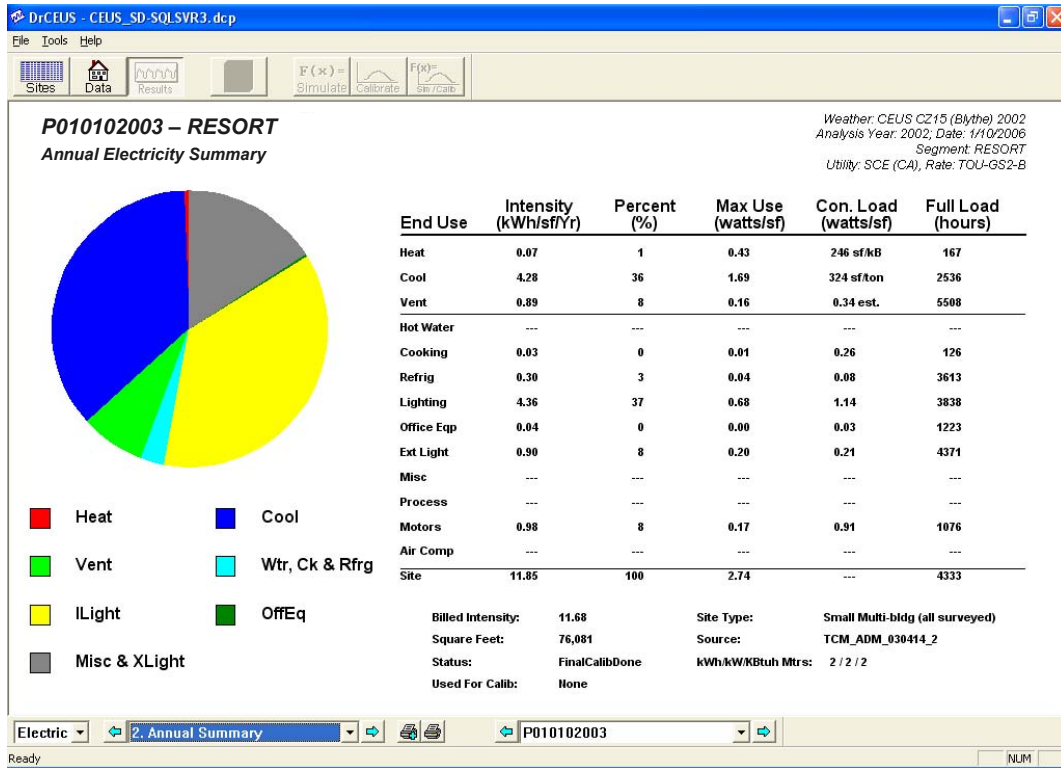 DrCEUS - CEUS_SD-SQLSVR3.dcp
File Tools Help
Sites Data Results F(x)= Simulate Calibrate F(x)= Sim/Calib
P010102003 – RESORT
Annual Electricity Summary
Weather: CEUS CZ15 (Blythe) 2002
Analysis Year: 2002; Date: 1/10/2006
Segment: RESORT
Utility: SCE (CA), Rate: TOU-GS2-B
End Use Intensity (kWh/sf/Yr) Percent (%) Max Use (watts/sf) Con. Load (watts/sf) Full Load (hours)
Heat 0.07 1 0.43 246 sf/kB 167
Cool 4.28 36 1.69 324 sf/ton 2536
Vent 0.89 8 0.16 0.34 est. 5508
Hot Water --- --- --- --- ---
Cooking 0.03 0 0.01 0.26 126
Refrig 0.30 3 0.04 0.08 3613
Lighting 4.36 37 0.68 1.14 3838
Office Eqp 0.04 0 0.00 0.03 1223
Ext Light 0.90 8 0.20 0.21 4371
Misc --- --- --- --- ---
Process --- --- --- --- ---
Motors 0.98 8 0.17 0.91 1076
Air Comp --- --- --- --- ---
Site 11.85 100 2.74 --- 4333
Heat Cool
Vent Wtr, Ck & Rfrg
ILight OffEq
Misc & XLight
Billed Intensity: 11.68 Site Type: Small Multi-bldg (all surveyed)
Square Feet: 76,081 Source: TCM_ADM_030414_2
Status: FinalCalibDone kWh/kW/KBtuh Mtrs: 2 / 2 / 2
Used For Calib: None
Electric 2. Annual Summary P010102003
Ready NUM